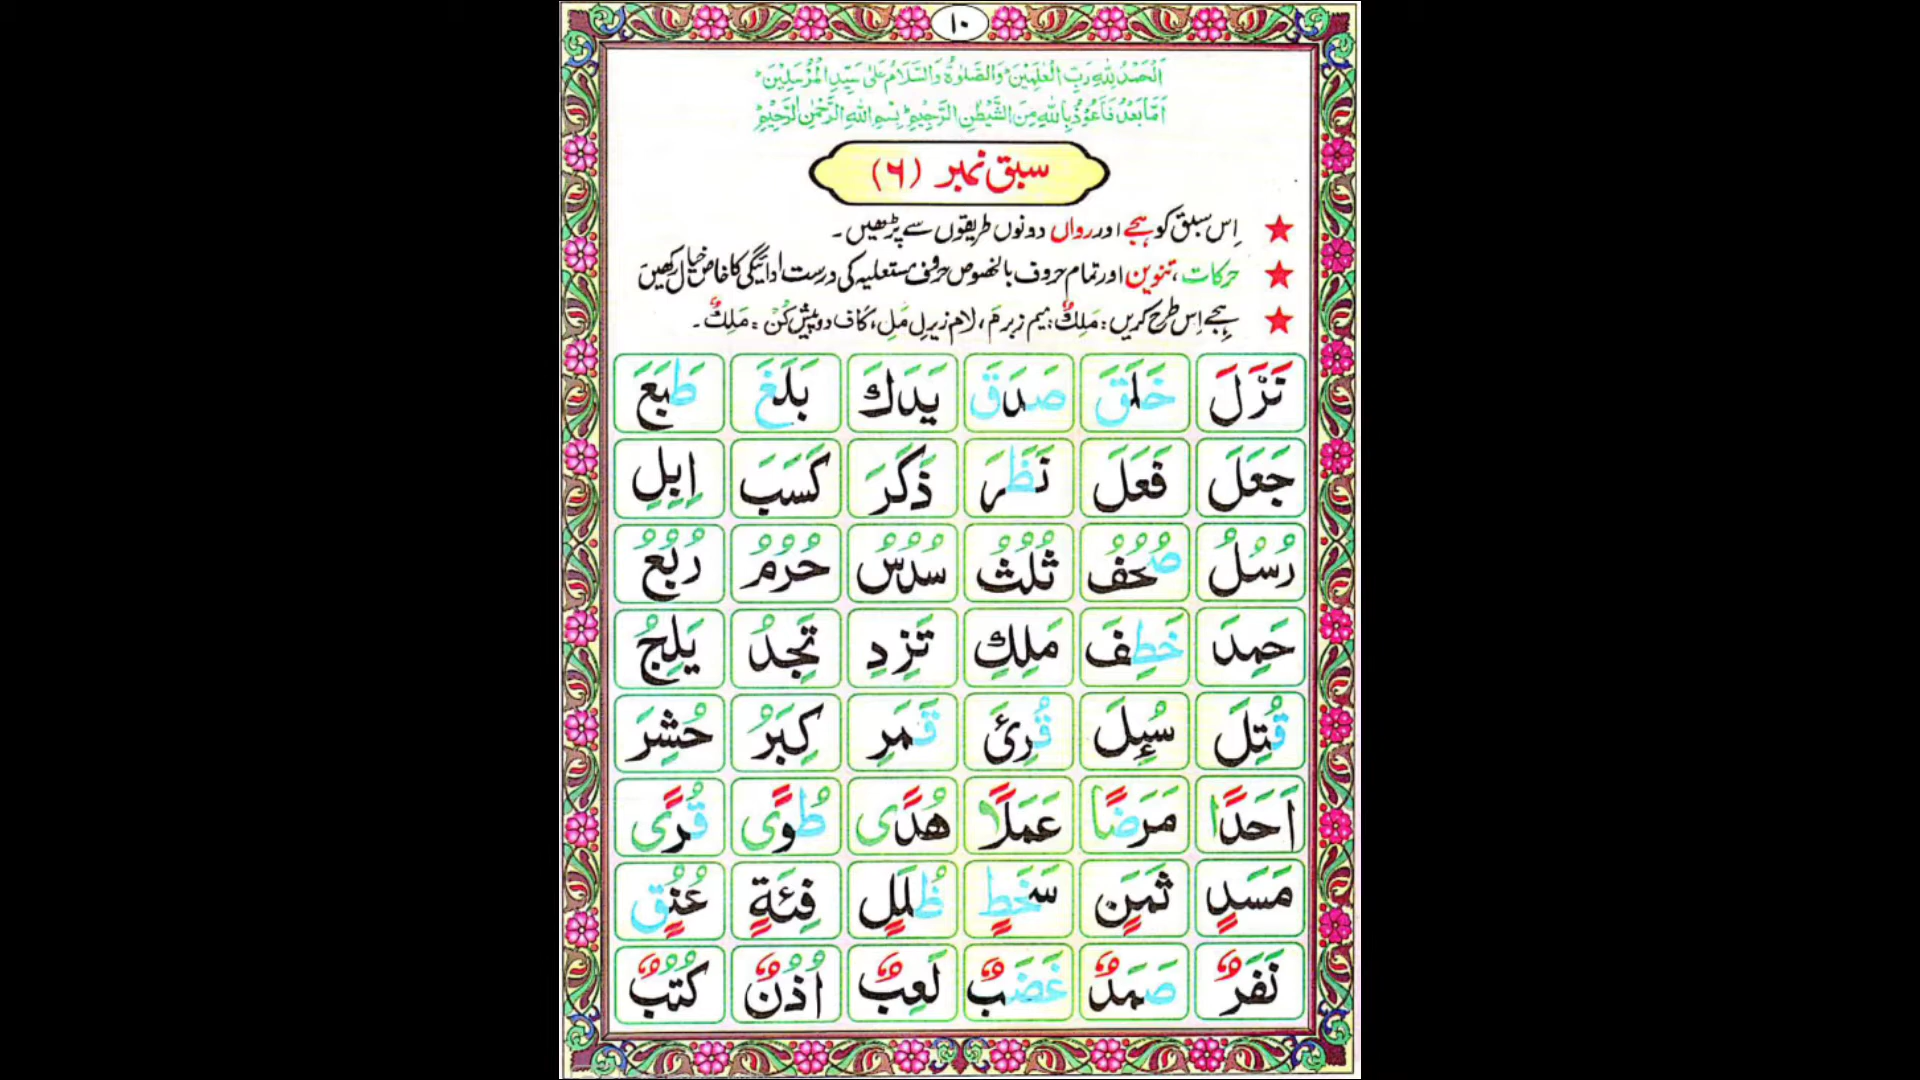 ١٠
اَلْحَمْدُ لِلّٰهِ رَبِّ الْعٰلَمِیْنَ وَالصَّلٰوةُ وَالسَّلَامُ عَلٰی سَیِّدِ الْمُرْسَلِیْنَ ؕ
اَمَّا بَعْدُ فَاَعُوْذُ بِاللّٰهِ مِنَ الشَّیْطٰنِ الرَّجِیْمِ ؕ بِسْمِ اللّٰهِ الرَّحْمٰنِ الرَّحِیْمِ ؕ
سبق نمبر (٦)
★ اِس سبق کو ہجے اور رواں دونوں طریقوں سے پڑھیں۔
★ حرکات، تنوین اور تمام حروف بالخصوص حروفِ مستعلیہ کی درست ادائیگی کا خاص خیال رکھیں
★ ہجے اِس طرح کریں: مَلِكٌ: میم زبر مَ، لام زیر لِ مَلِ، کاف دو پیش كٌ = مَلِكٌ۔
نَزَلَ خَلَقَ صَدَقَ یَدَكَ بَلَغَ طَبَعَ
جَعَلَ فَعَلَ نَظَرَ ذَكَرَ كَسَبَ اِبِلِ
رُسُلُ صُحُفُ ثُلُثُ سُدُسُ حُرُمُ رُبُعُ
حَمِدَ خَطِفَ مَلِكِ تَزِدِ تَجِدُ یَلِجُ
قُتِلَ سُئِلَ قُرِئَ قَمَرِ كِبَرُ حُشِرَ
اَحَدًا مَرَضًا عَمَلًا هُدًی طُوًی قُرًی
مَسَدٍ ثَمَنٍ سَخَطٍ ظُلَلٍ فِئَةٍ عُنُقٍ
نَفَرٌ صَمَدٌ غَضَبٌ لَعِبٌ اُذُنٌ كُتُبٌ